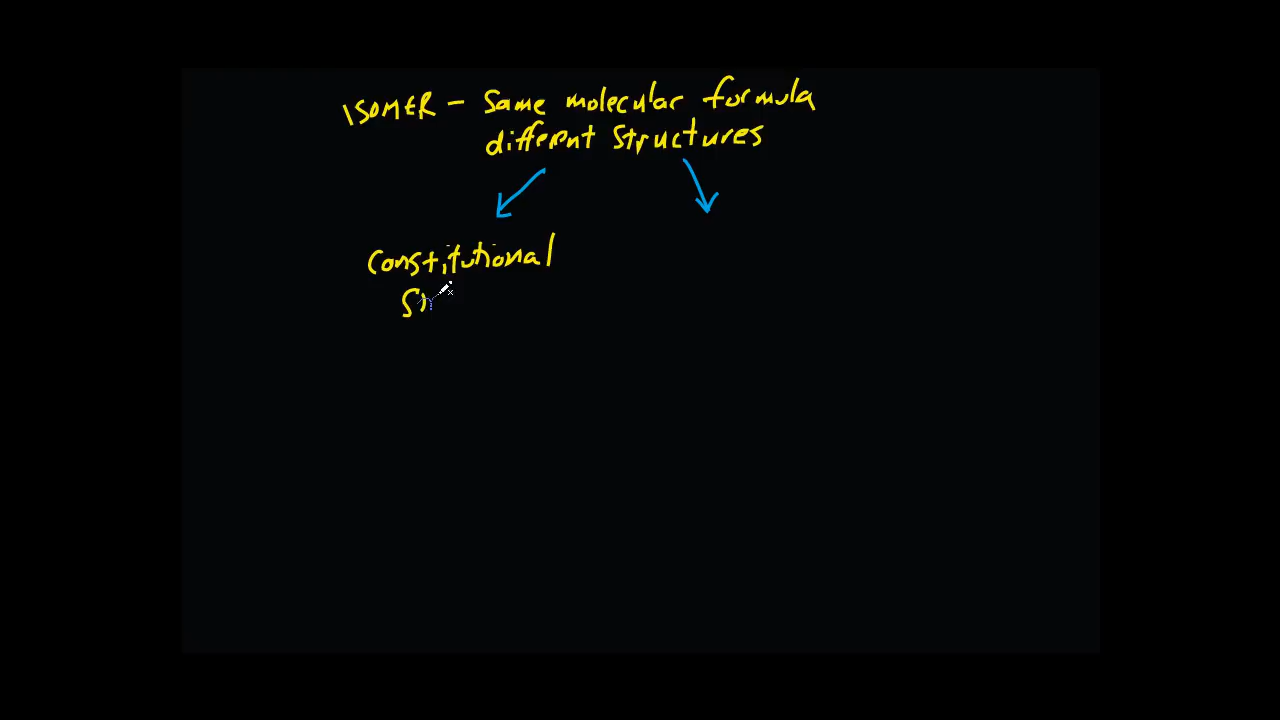 ISOMER - Same molecular formula
different Structures
Constitutional